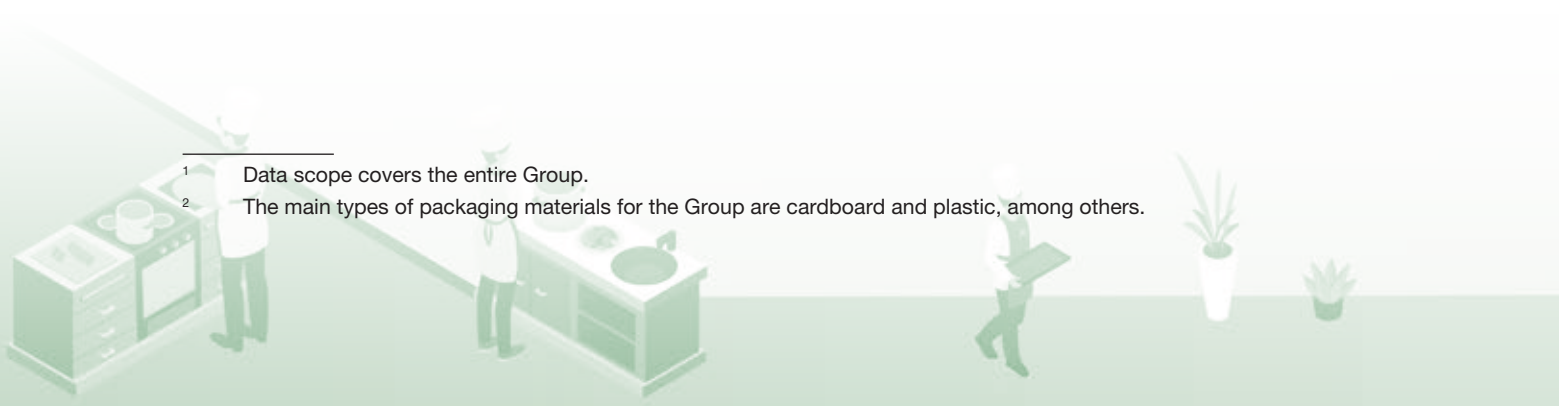 1 Data scope covers the entire Group.
2 The main types of packaging materials for the Group are cardboard and plastic, among others.